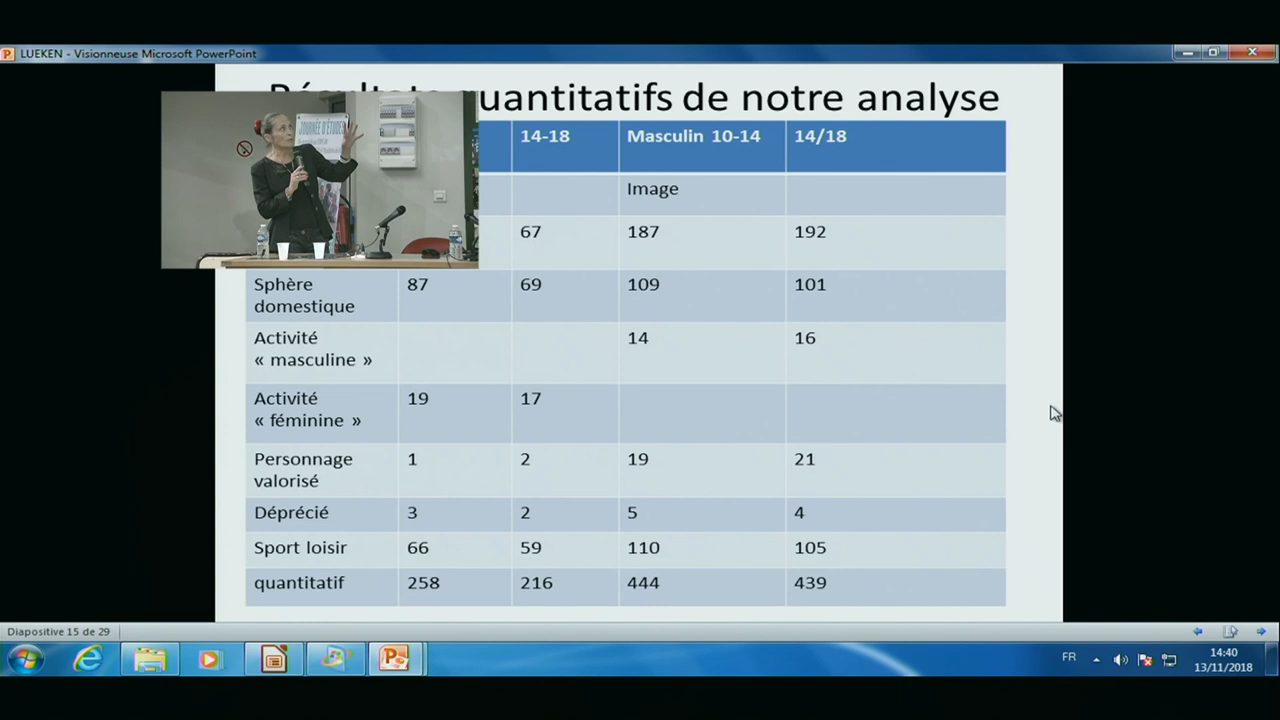 LUEKEN - Visionneuse Microsoft PowerPoint
quantitatifs de notre analyse
JOURNÉE D'ÉTUDES
14-18 Masculin 10-14 14/18
Image
67 187 192
Sphère domestique 87 69 109 101
Activité « masculine » 14 16
Activité « féminine » 19 17
Personnage valorisé 1 2 19 21
Déprécié 3 2 5 4
Sport loisir 66 59 110 105
quantitatif 258 216 444 439
Diapositive 15 de 29
FR 14:40
13/11/2018